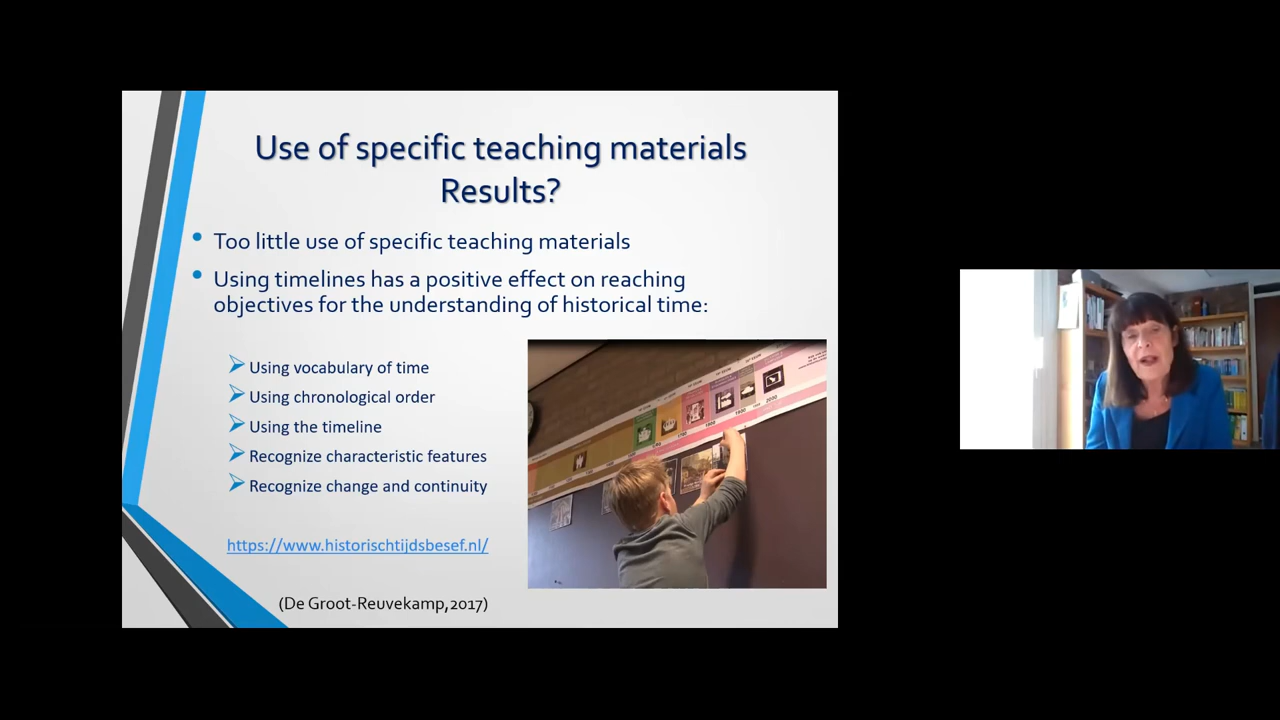 Use of specific teaching materials
Results?
Too little use of specific teaching materials
Using timelines has a positive effect on reaching
objectives for the understanding of historical time:
Using vocabulary of time
Using chronological order
Using the timeline
Recognize characteristic features
Recognize change and continuity
https://www.historischtijdsbesef.nl/
(De Groot-Reuvekamp,2017)